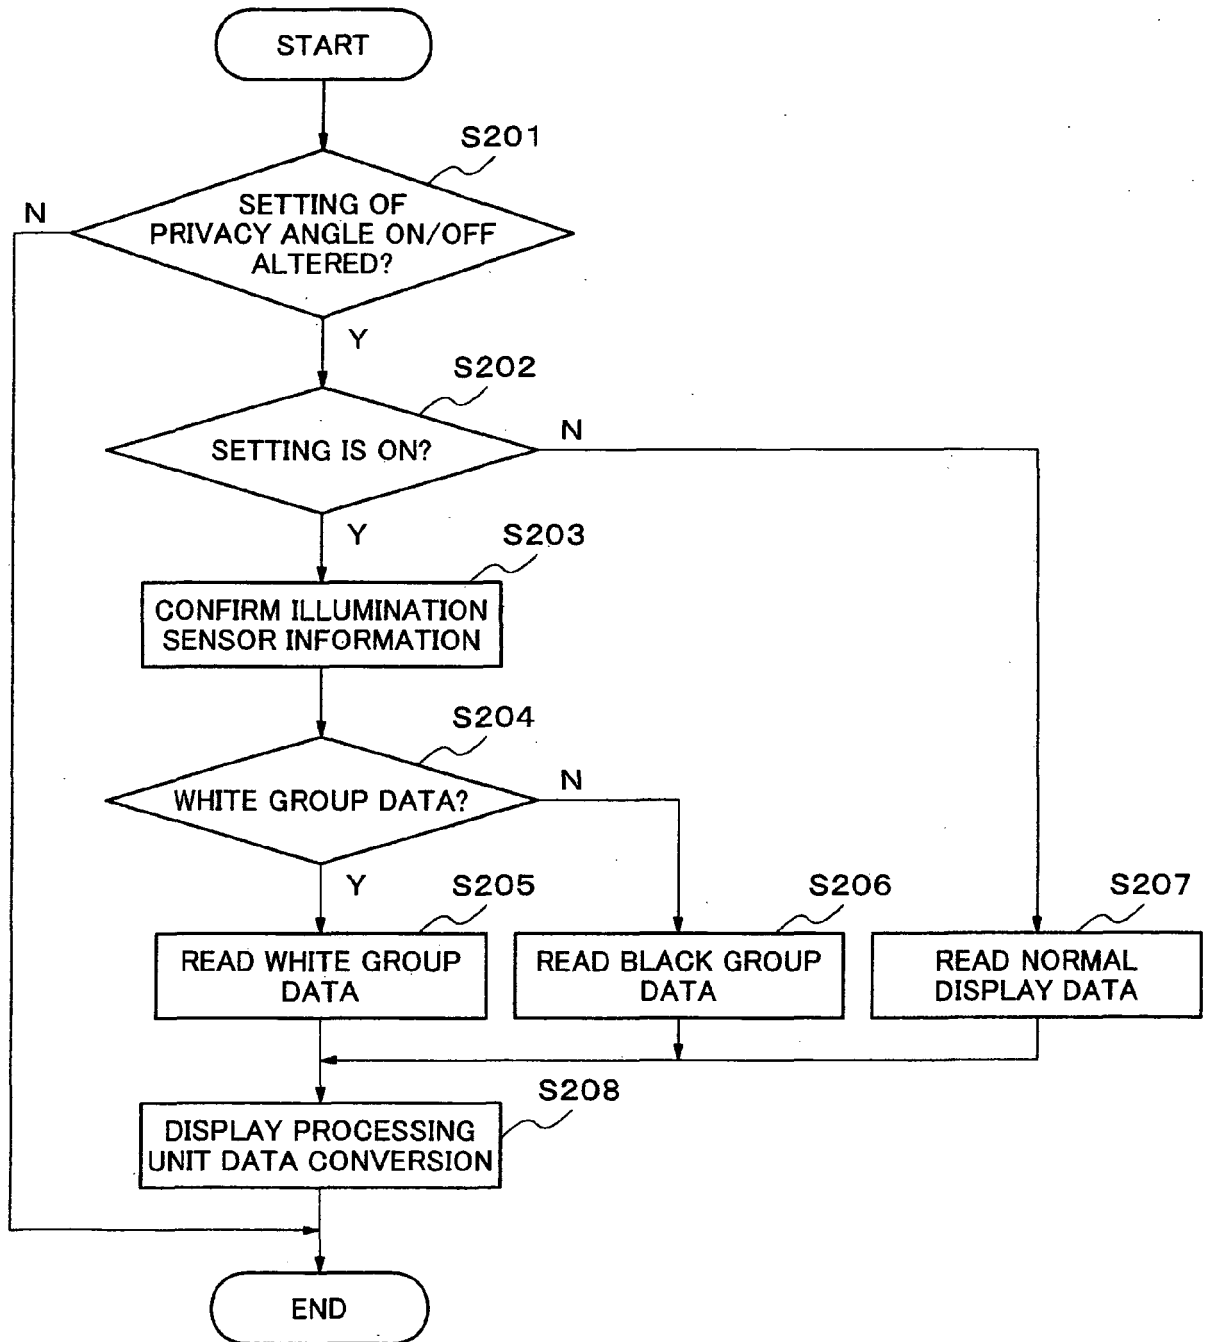 START
S201
SETTING OF
PRIVACY ANGLE ON/OFF
ALTERED?
N
Y
S202
SETTING IS ON?
N
Y
S203
CONFIRM ILLUMINATION
SENSOR INFORMATION
S204
WHITE GROUP DATA?
N
Y
S205
S206
S207
READ WHITE GROUP
DATA
READ BLACK GROUP
DATA
READ NORMAL
DISPLAY DATA
S208
DISPLAY PROCESSING
UNIT DATA CONVERSION
END